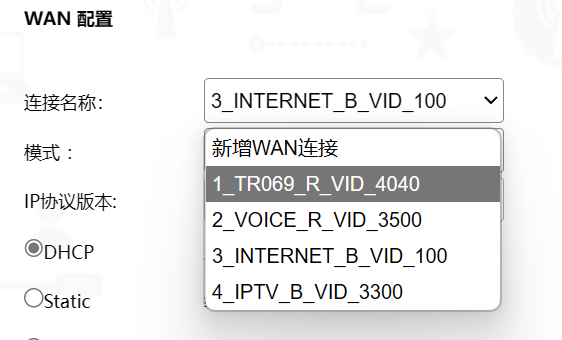 WAN 配置
连接名称：
3_INTERNET_B_VID_100
新增WAN连接
模式 ：
1_TR069_R_VID_4040
IP协议版本:
2_VOICE_R_VID_3500
DHCP
3_INTERNET_B_VID_100
Static
4_IPTV_B_VID_3300